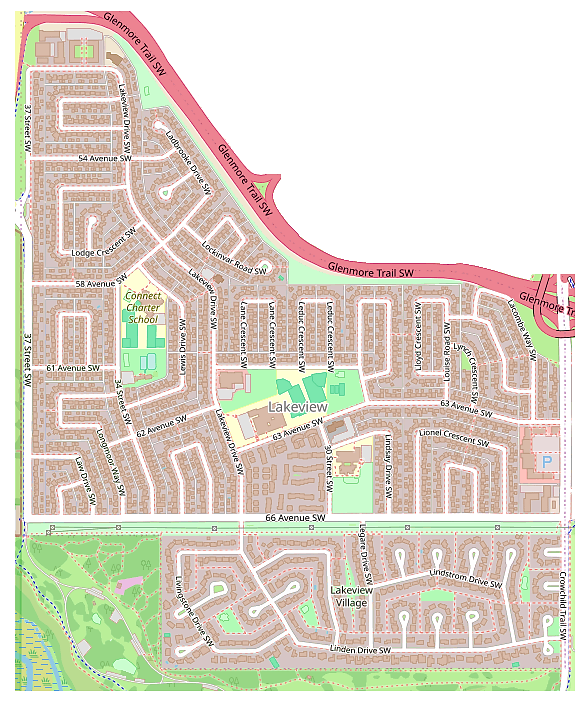 Glenmore Trail SW
37 Street SW
Lakeview Drive SW
Ladbrooke Drive SW
54 Avenue SW
Glenmore Trail SW
Lodge Crescent SW
Lockinvar Road SW
Glenmore Trail SW
58 Avenue SW
Lakeview Drive SW
Connect
Charter
School
Glenmore Tr
Lane Crescent SW
Lane Crescent SW
Leduc Crescent SW
Leduc Crescent SW
Lloyd Crescent SW
Louise Road SW
Lynch Crescent SW
Lacombe Way SW
37 Street SW
Lewis Drive SW
61 Avenue SW
34 Street SW
Lakeview
63 Avenue SW
62 Avenue SW
Lakeview Drive SW
63 Avenue SW
Lionel Crescent SW
Longmoor Way SW
Law Drive SW
30 Street SW
Lindsay Drive SW
P
66 Avenue SW
Legare Drive SW
Livingstone Drive SW
Lakeview
Village
Lindstrom Drive SW
Crowchild Trail SW
Linden Drive SW